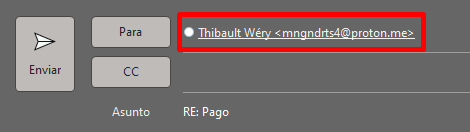 Para
Thibault Wéry <mngndrts4@proton.me>
Enviar
CC
Asunto
RE: Pago